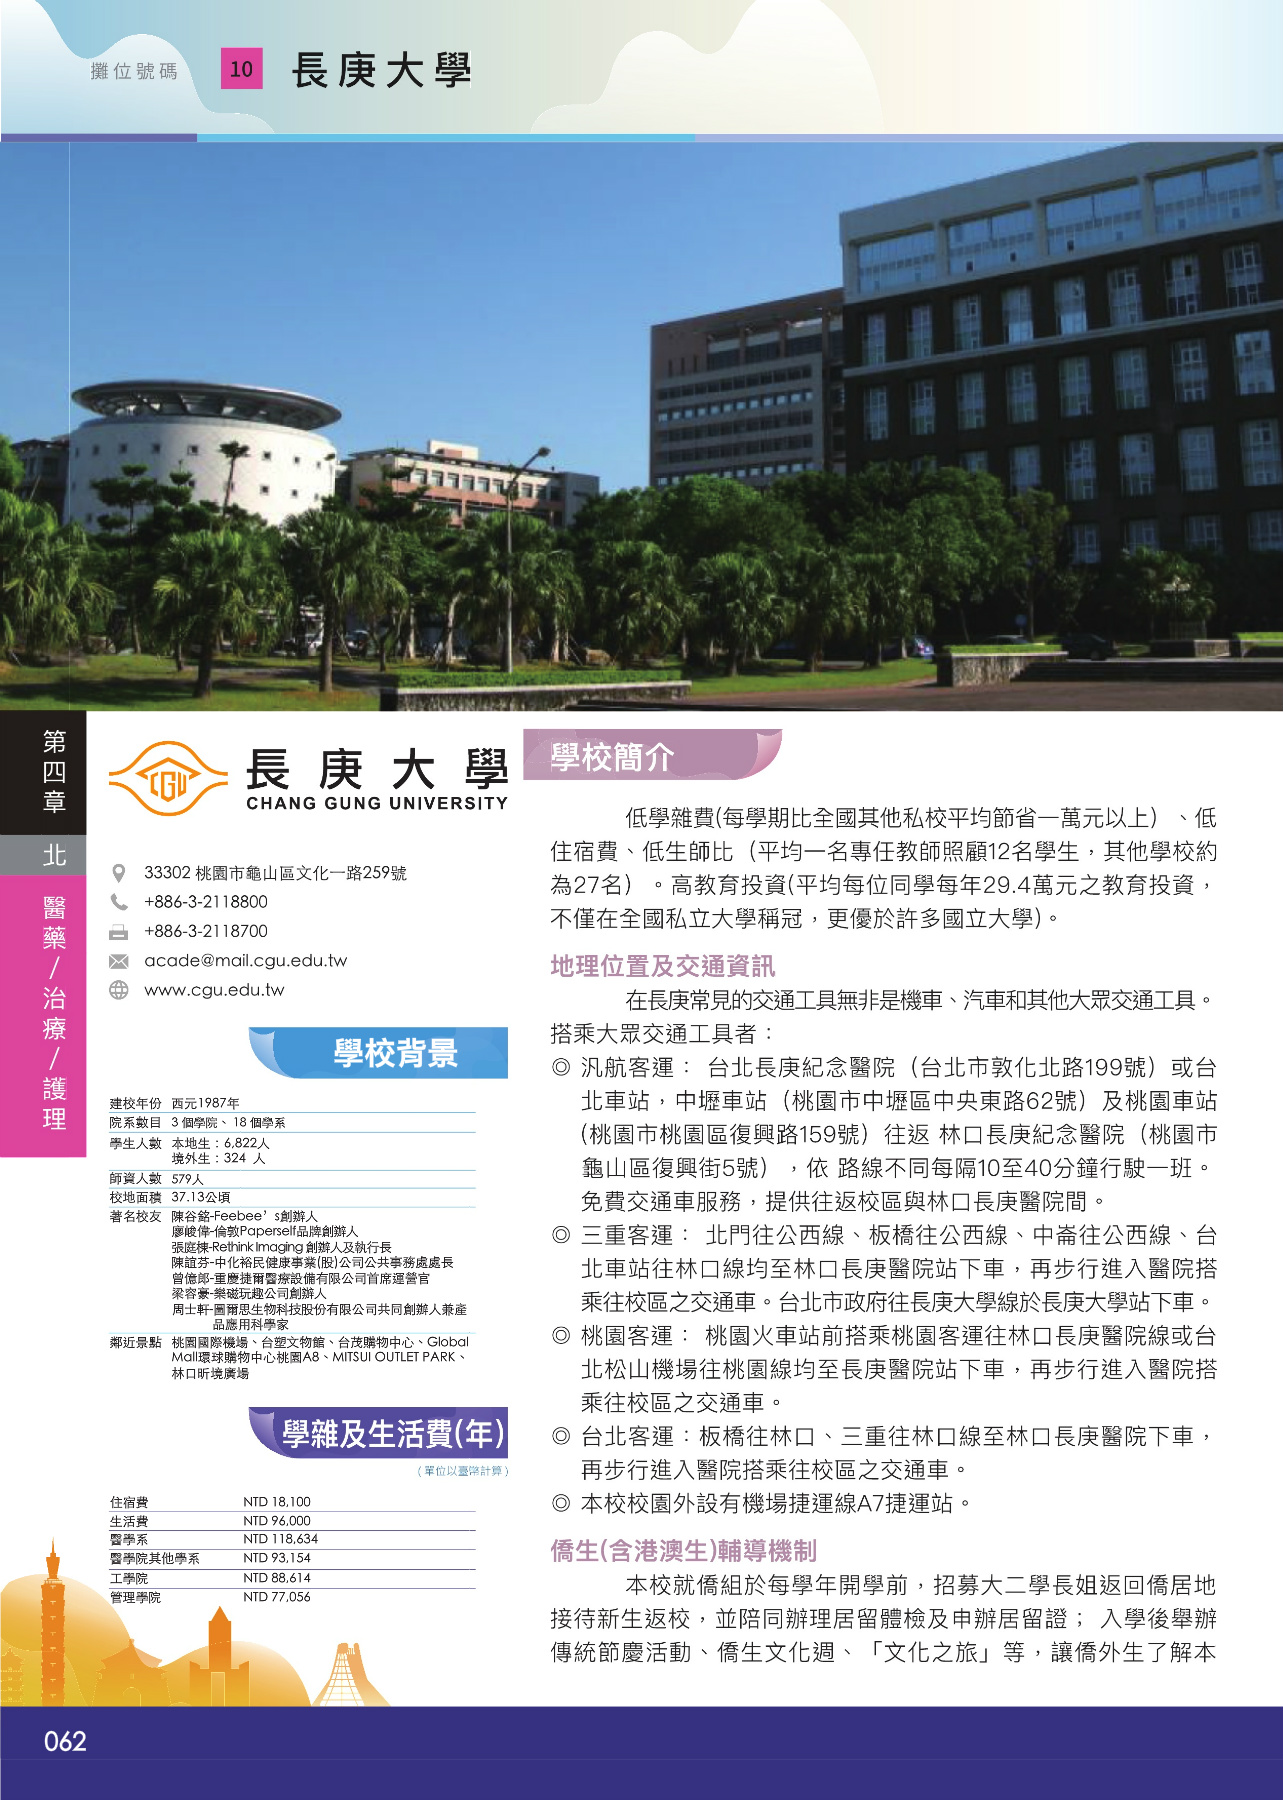 攤位號碼 10 長庚大學
第四章
北
醫藥/治療/護理
CGU
長庚大學
CHANG GUNG UNIVERSITY
33302 桃園市龜山區文化一路259號
+886-3-2118800
+886-3-2118700
acade@mail.cgu.edu.tw
www.cgu.edu.tw
學校背景
建校年份 西元1987年
院系數目 3 個學院、18 個學系
學生人數 本地生：6,822人
境外生：324 人
師資人數 579人
校地面積 37.13公頃
著名校友 陳谷銘-Feebee’s創辦人
廖峻偉-倫敦Paperself品牌創辦人
張庭棟-Rethink Imaging 創辦人及執行長
陳誼芬-中化裕民健康事業(股)公司公共事務處處長
曾億郎-重慶捷爾醫療設備有限公司首席運營官
梁容豪-樂磁玩趣公司創辦人
周士軒-圖爾思生物科技股份有限公司共同創辦人兼產
品應用科學家
鄰近景點 桃園國際機場、台塑文物館、台茂購物中心、Global
Mall環球購物中心桃園A8、MITSUI OUTLET PARK、
林口昕境廣場
學雜及生活費(年)
(單位以臺幣計算)
住宿費 NTD 18,100
生活費 NTD 96,000
醫學系 NTD 118,634
醫學院其他學系 NTD 93,154
工學院 NTD 88,614
管理學院 NTD 77,056
學校簡介
低學雜費(每學期比全國其他私校平均節省一萬元以上）、低
住宿費、低生師比（平均一名專任教師照顧12名學生，其他學校約
為27名）。高教育投資(平均每位同學每年29.4萬元之教育投資，
不僅在全國私立大學稱冠，更優於許多國立大學)。
地理位置及交通資訊
在長庚常見的交通工具無非是機車、汽車和其他大眾交通工具。
搭乘大眾交通工具者：
◎ 汎航客運： 台北長庚紀念醫院（台北市敦化北路199號）或台
北車站，中壢車站（桃園市中壢區中央東路62號）及桃園車站
(桃園市桃園區復興路159號）往返 林口長庚紀念醫院（桃園市
龜山區復興街5號），依 路線不同每隔10至40分鐘行駛一班。
免費交通車服務，提供往返校區與林口長庚醫院間。
◎ 三重客運： 北門往公西線、板橋往公西線、中崙往公西線、台
北車站往林口線均至林口長庚醫院站下車，再步行進入醫院搭
乘往校區之交通車。台北市政府往長庚大學線於長庚大學站下車。
◎ 桃園客運： 桃園火車站前搭乘桃園客運往林口長庚醫院線或台
北松山機場往桃園線均至長庚醫院站下車，再步行進入醫院搭
乘往校區之交通車。
◎ 台北客運：板橋往林口、三重往林口線至林口長庚醫院下車，
再步行進入醫院搭乘往校區之交通車。
◎ 本校校園外設有機場捷運線A7捷運站。
僑生(含港澳生)輔導機制
本校就僑組於每學年開學前，招募大二學長姐返回僑居地
接待新生返校，並陪同辦理居留體檢及申辦居留證； 入學後舉辦
傳統節慶活動、僑生文化週、「文化之旅」等，讓僑外生了解本
062